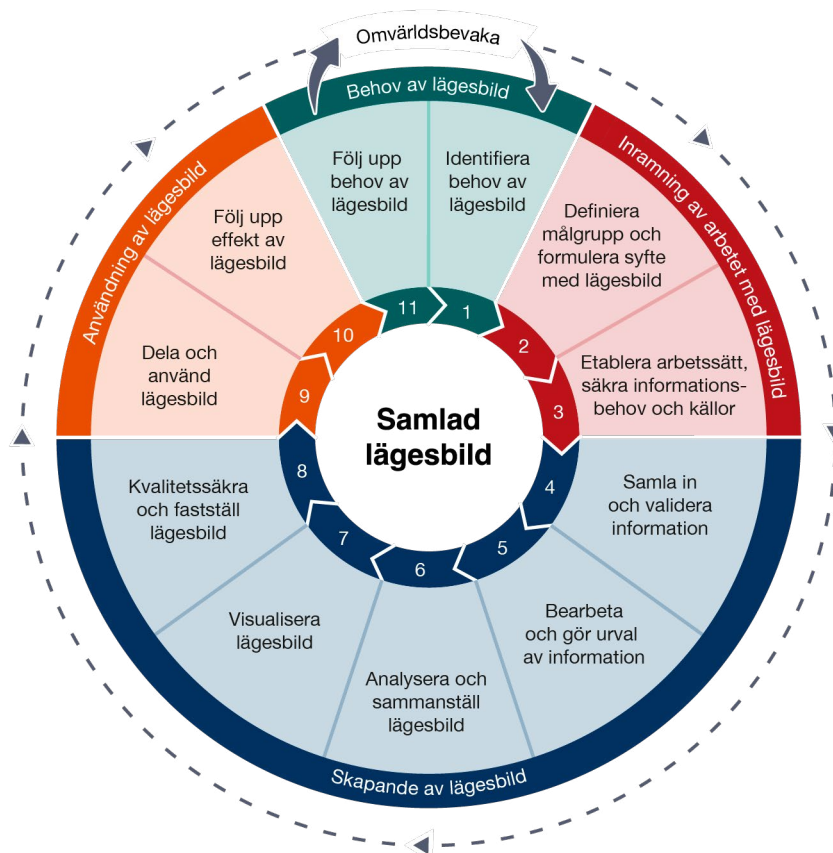 Omvärldsbevaka
Behov av lägesbild
Identifiera
behov av
lägesbild
1
Inramning av arbetet med lägesbild
Definiera
målgrupp och
formulera syfte
med lägesbild
2
Etablera arbetssätt,
säkra informations-
behov och källor
3
Skapande av lägesbild
Samla in
och validera
information
4
Bearbeta
och gör urval
av information
5
Analysera och
sammanställ
lägesbild
6
Visualisera
lägesbild
7
Kvalitetssäkra
och fastställ
lägesbild
8
Användning av lägesbild
Dela och
använd
lägesbild
9
Följ upp
effekt av
lägesbild
10
Följ upp
behov av
lägesbild
11
Samlad
lägesbild